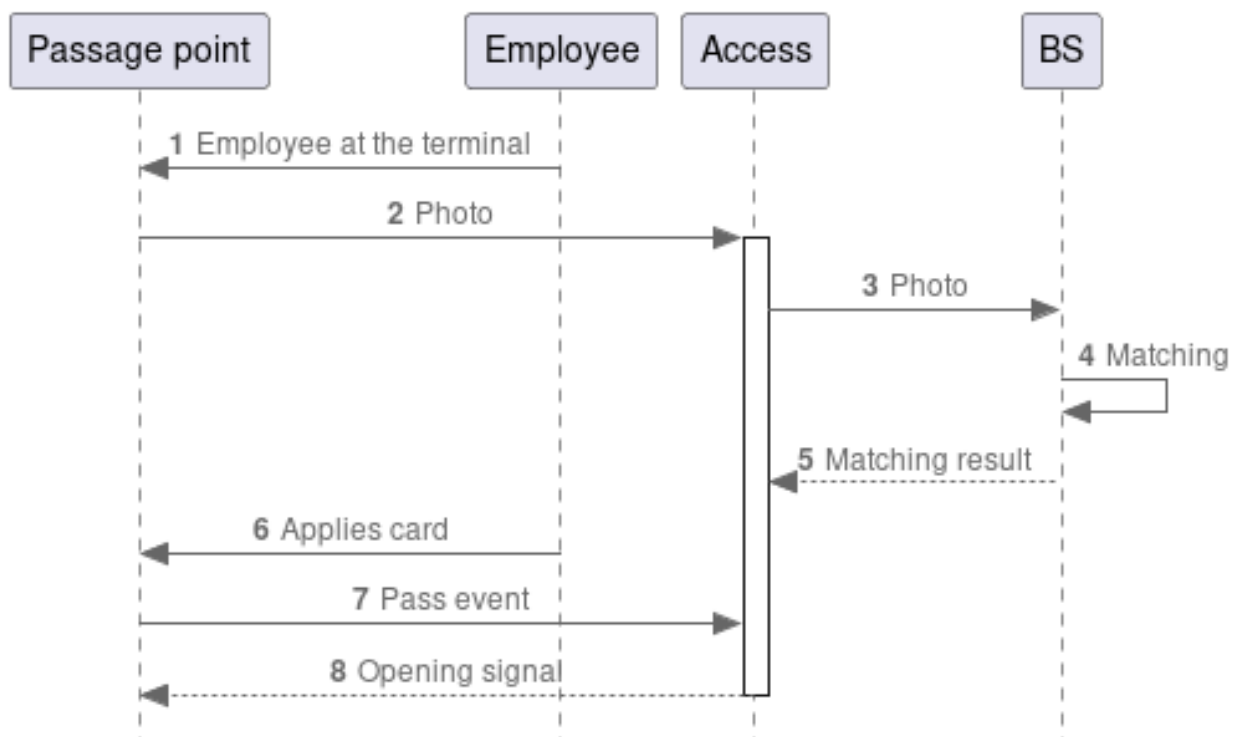 Passage point
Employee
Access
BS
1 Employee at the terminal
2 Photo
3 Photo
4 Matching
5 Matching result
6 Applies card
7 Pass event
8 Opening signal